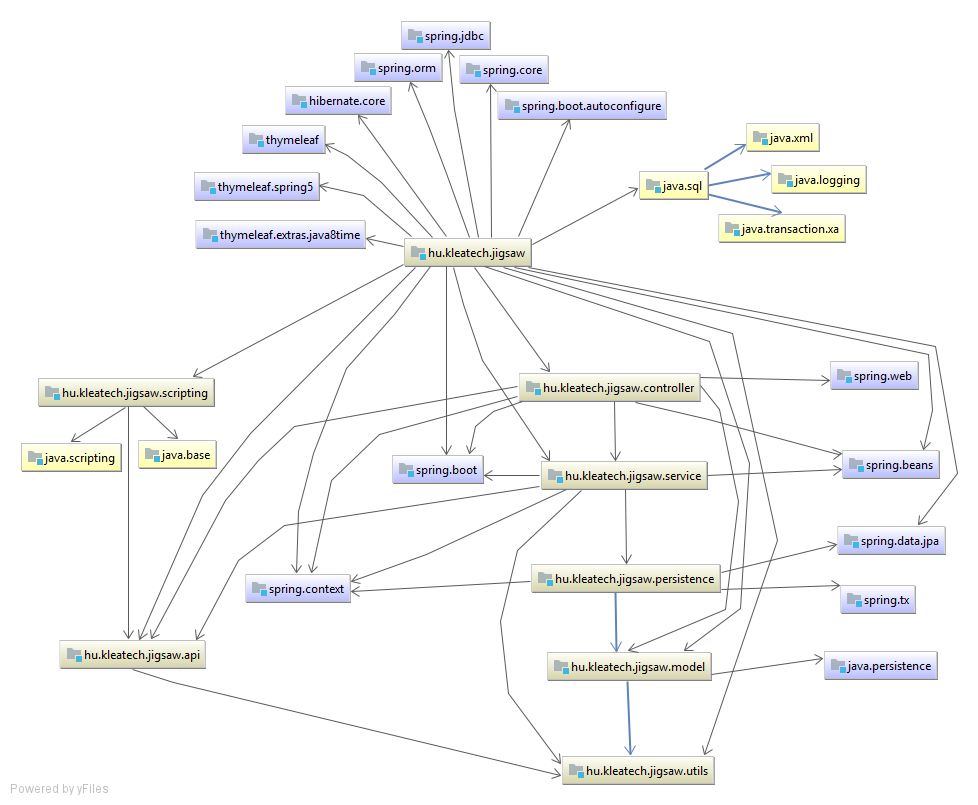 spring.jdbc
spring.orm
spring.core
hibernate.core
spring.boot.autoconfigure
thymeleaf
java.xml
thymeleaf.spring5
java.sql
java.logging
thymeleaf.extras.java8time
java.transaction.xa
hu.kleatech.jigsaw
hu.kleatech.jigsaw.scripting
hu.kleatech.jigsaw.controller
spring.web
java.scripting
java.base
spring.boot
hu.kleatech.jigsaw.service
spring.beans
spring.data.jpa
spring.context
hu.kleatech.jigsaw.persistence
spring.tx
hu.kleatech.jigsaw.api
hu.kleatech.jigsaw.model
java.persistence
hu.kleatech.jigsaw.utils
Powered by yFiles